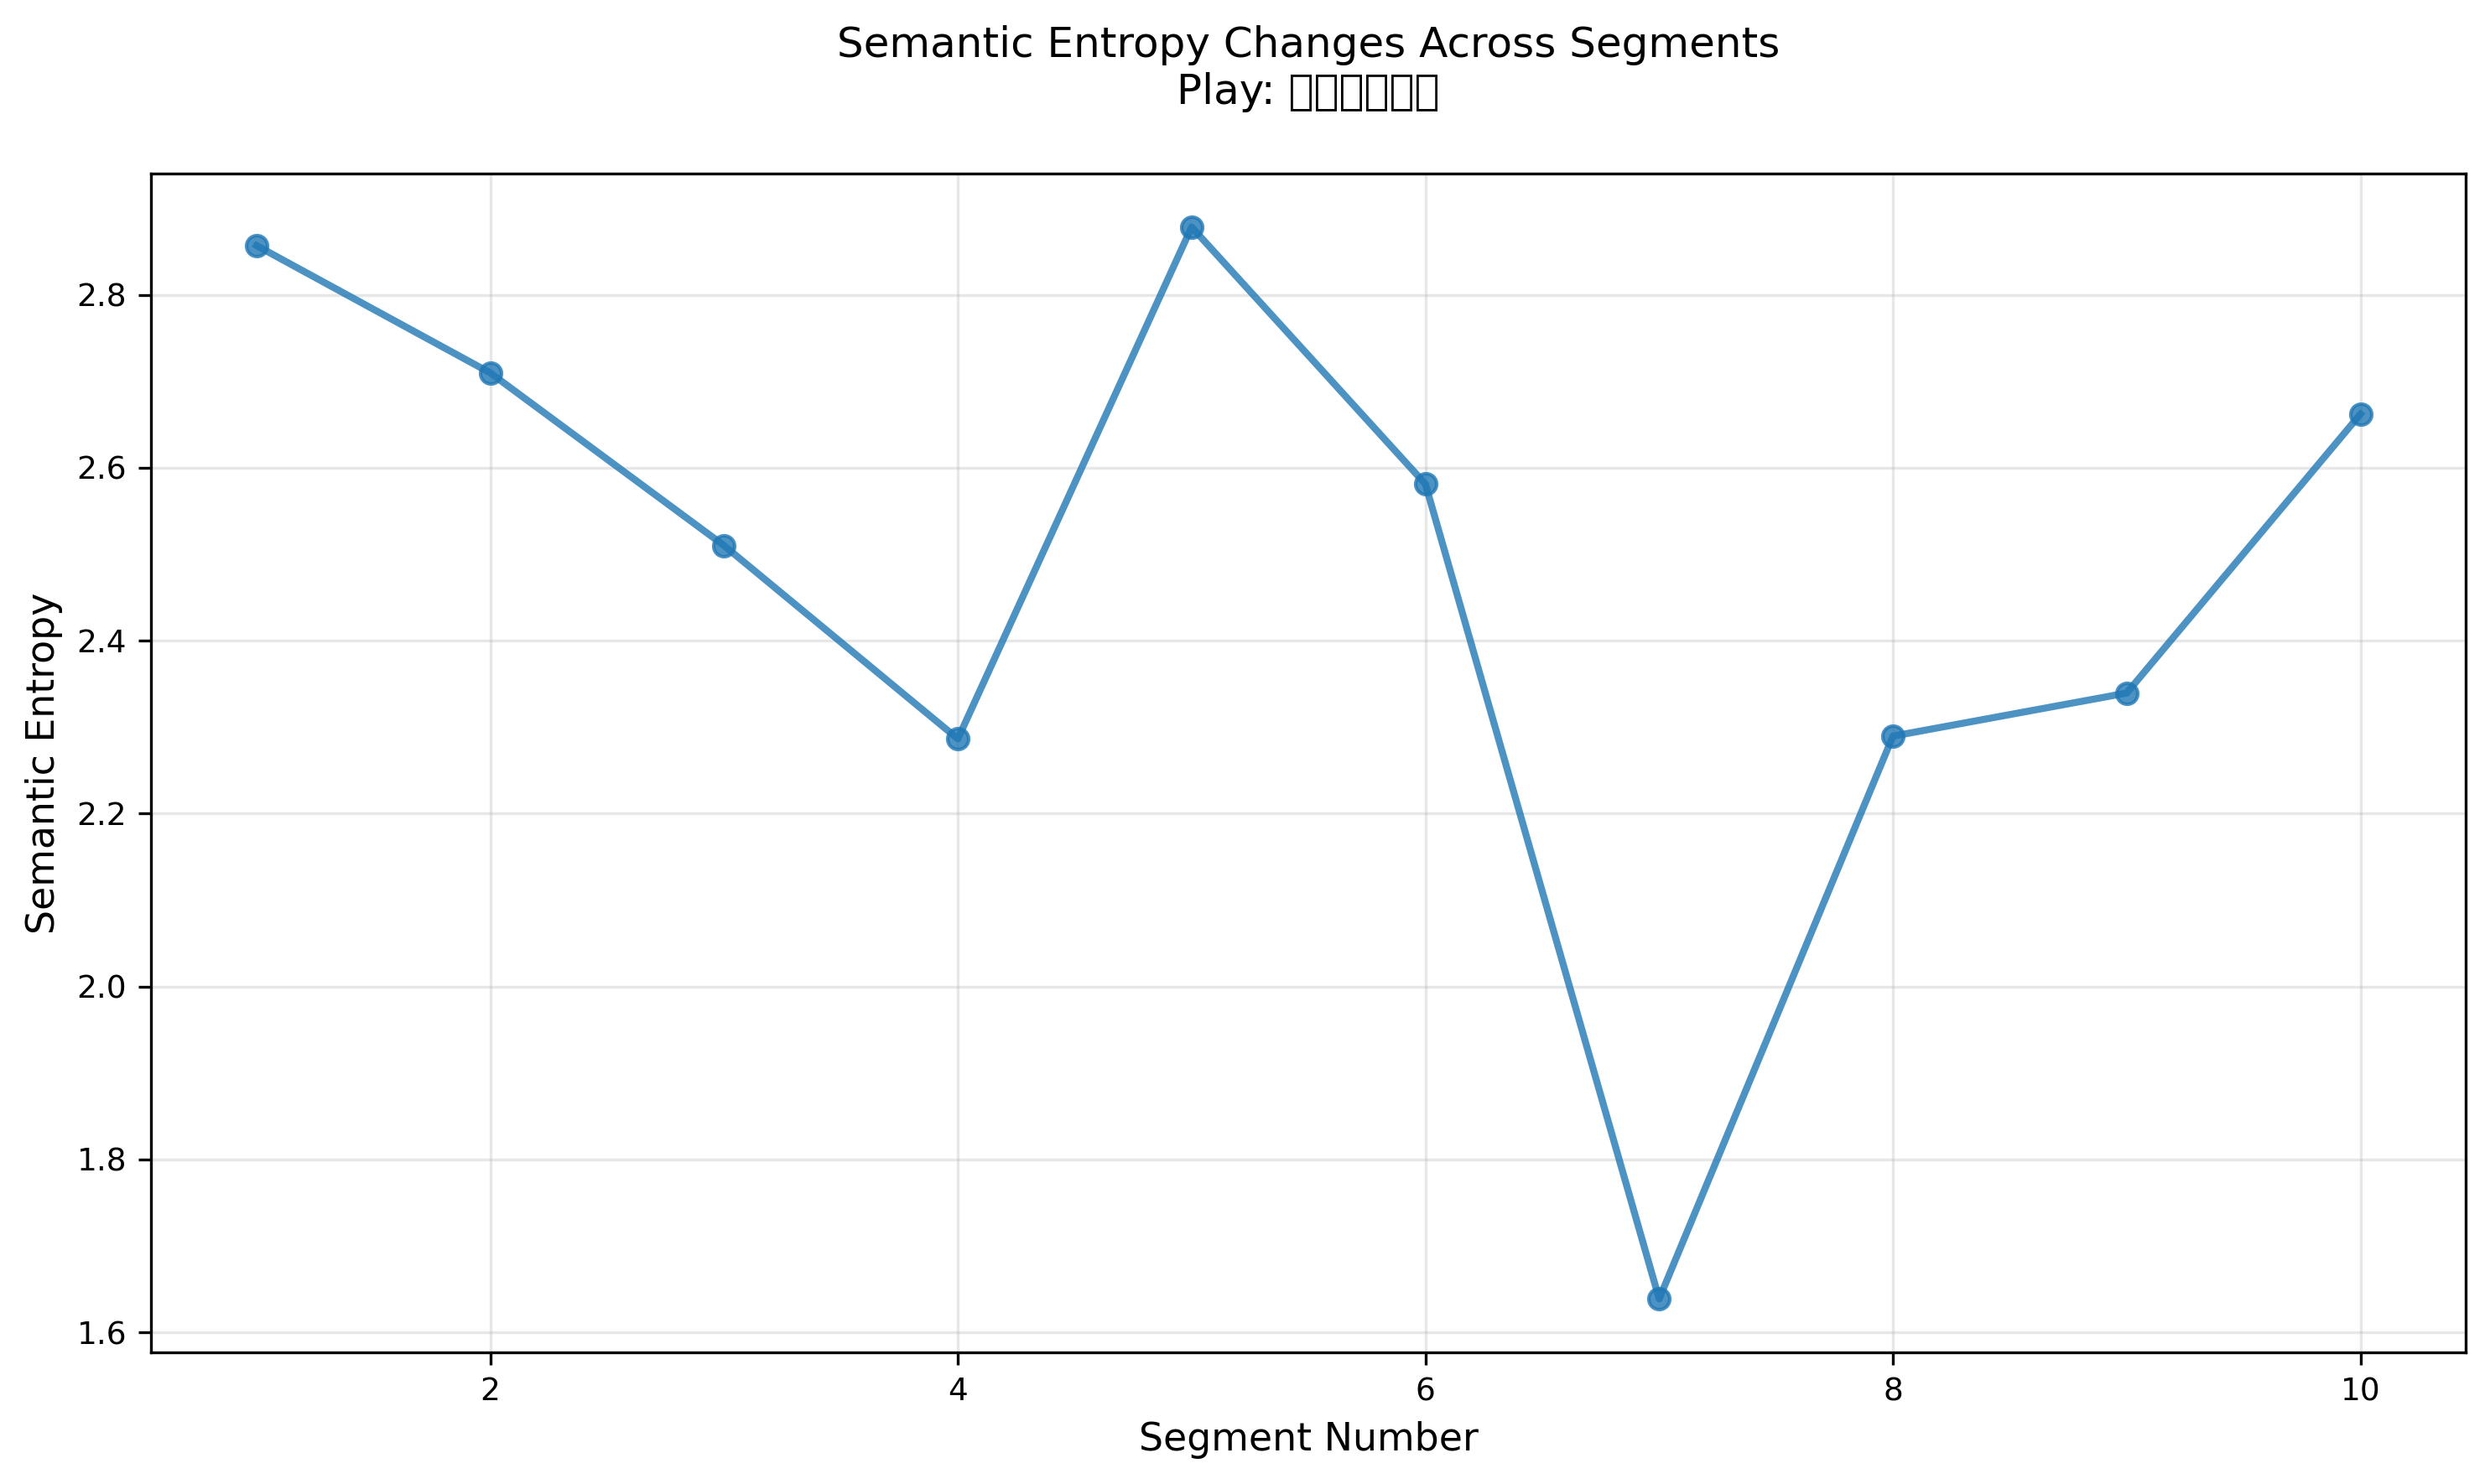 Semantic Entropy Changes Across Segments
Play: □□□□□□
Semantic Entropy
2.8
2.6
2.4
2.2
2.0
1.8
1.6
2 4 6 8 10
Segment Number